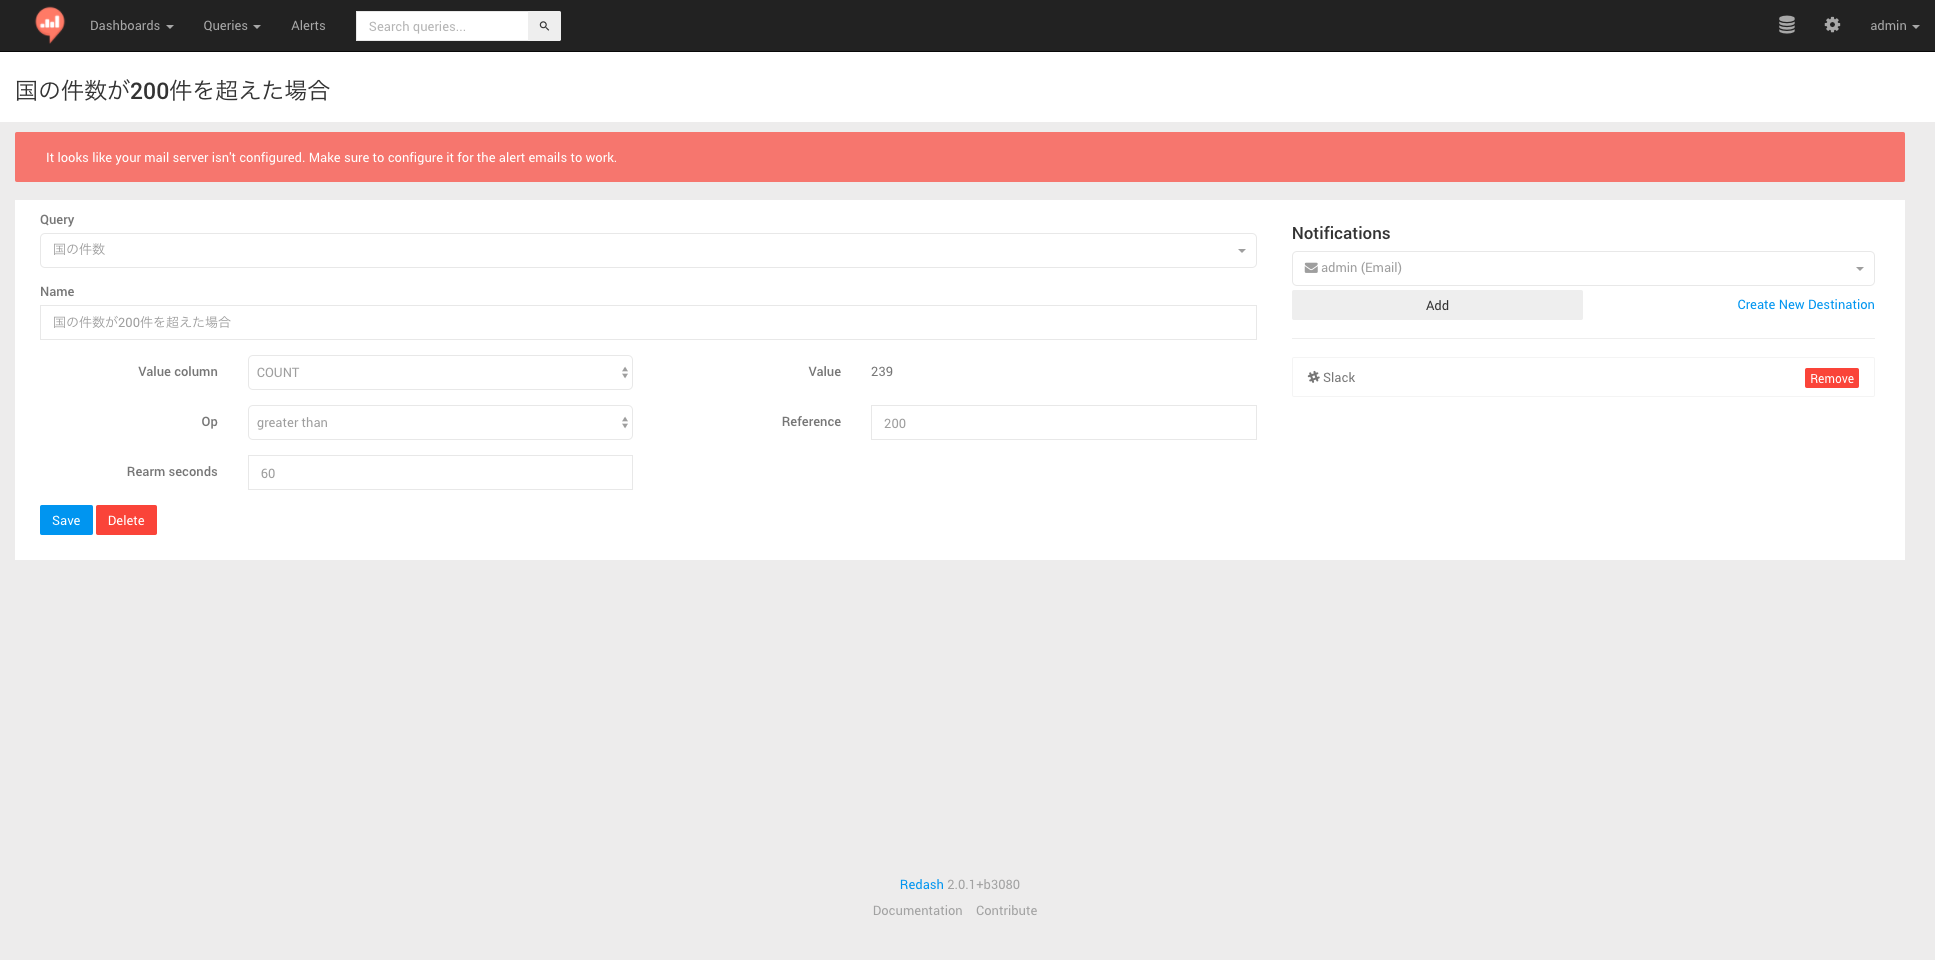 Dashboards Queries Alerts Search queries... admin
国の件数が200件を超えた場合
It looks like your mail server isn't configured. Make sure to configure it for the alert emails to work.
Query
国の件数
Name
国の件数が200件を超えた場合
Value column COUNT Value 239
Op greater than Reference 200
Rearm seconds 60
Save Delete
Notifications
admin (Email)
Add Create New Destination
Slack Remove
Redash 2.0.1+b3080
Documentation Contribute